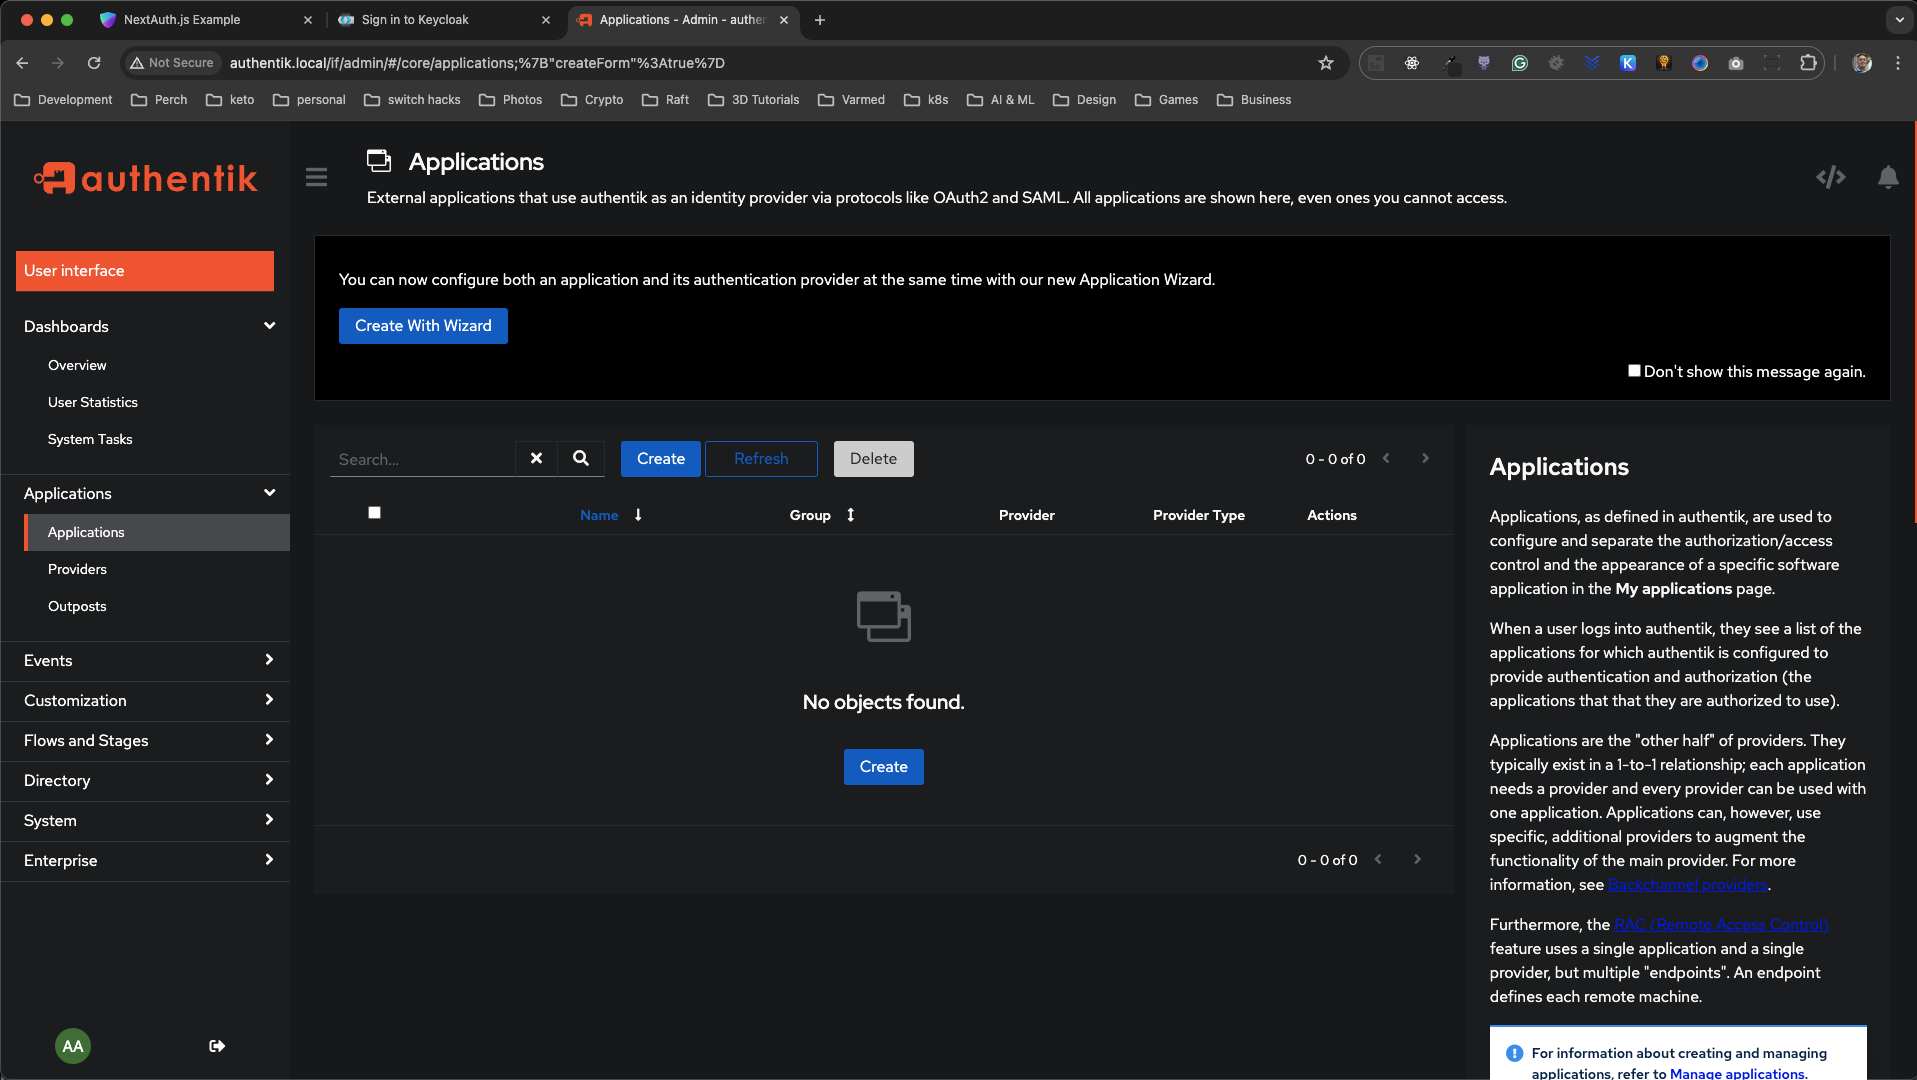 NextAuth.js Example
Sign in to Keycloak
Applications - Admin - authen
Not Secure
authentik.local/if/admin/#/core/applications;%7B"createForm"%3Atrue%7D
Development
Perch
keto
personal
switch hacks
Photos
Crypto
Raft
3D Tutorials
Varmed
k8s
AI & ML
Design
Games
Business
authentik
User interface
Dashboards
Overview
User Statistics
System Tasks
Applications
Applications
Providers
Outposts
Events
Customization
Flows and Stages
Directory
System
Enterprise
AA
Applications
External applications that use authentik as an identity provider via protocols like OAuth2 and SAML. All applications are shown here, even ones you cannot access.
You can now configure both an application and its authentication provider at the same time with our new Application Wizard.
Create With Wizard
Don't show this message again.
Search...
Create
Refresh
Delete
0 - 0 of 0
Name
Group
Provider
Provider Type
Actions
No objects found.
Create
0 - 0 of 0
Applications
Applications, as defined in authentik, are used to
configure and separate the authorization/access
control and the appearance of a specific software
application in the My applications page.
When a user logs into authentik, they see a list of the
applications for which authentik is configured to
provide authentication and authorization (the
applications that that they are authorized to use).
Applications are the "other half" of providers. They
typically exist in a 1-to-1 relationship; each application
needs a provider and every provider can be used with
one application. Applications can, however, use
specific, additional providers to augment the
functionality of the main provider. For more
information, see Backchannel providers.
Furthermore, the RAC (Remote Access Control)
feature uses a single application and a single
provider, but multiple "endpoints". An endpoint
defines each remote machine.
For information about creating and managing
applications, refer to Manage applications.